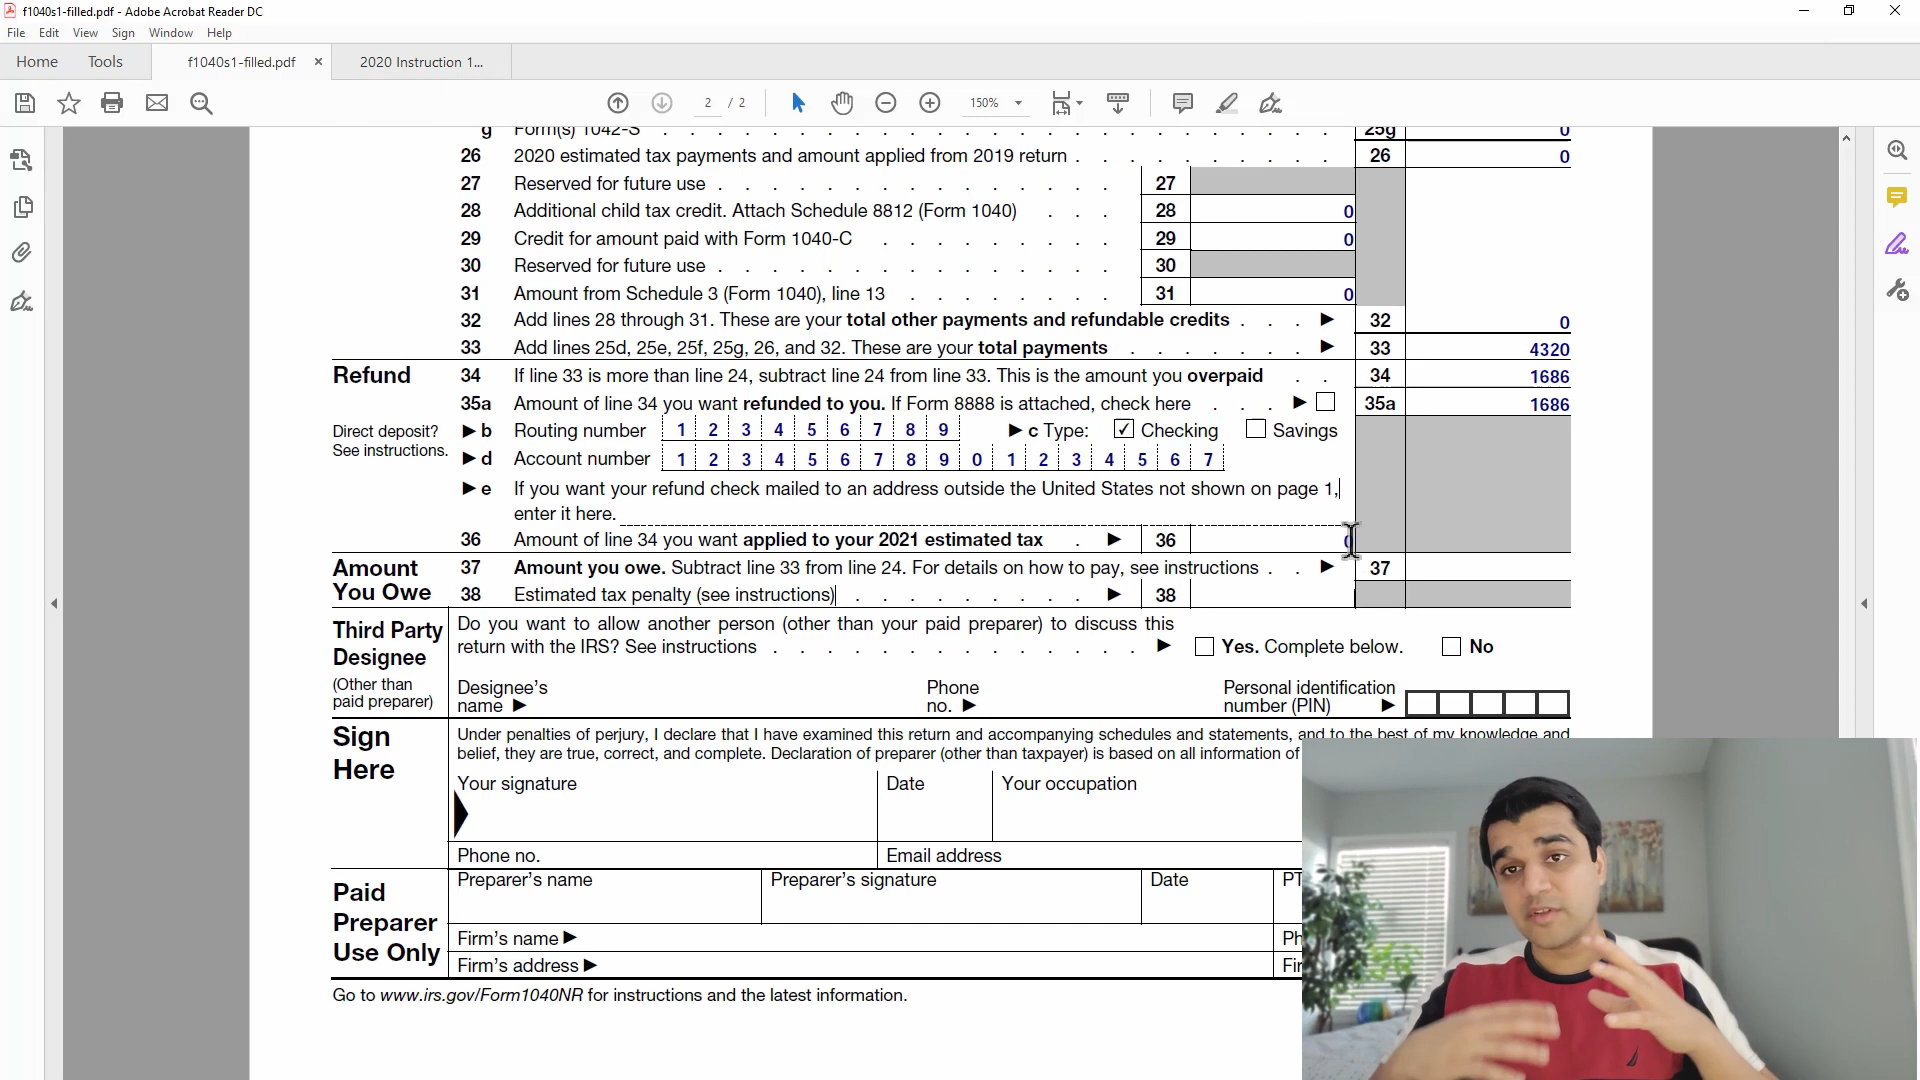 f1040s1-filled.pdf - Adobe Acrobat Reader DC
File Edit View Sign Window Help
Home Tools f1040s1-filled.pdf × 2020 Instruction 1...
2 / 2 150%
g Form(s) 1042-S . . . 25g 0
26 2020 estimated tax payments and amount applied from 2019 return . . . 26 0
27 Reserved for future use . . . 27
28 Additional child tax credit. Attach Schedule 8812 (Form 1040) . . . 28 0
29 Credit for amount paid with Form 1040-C . . . 29 0
30 Reserved for future use . . . 30
31 Amount from Schedule 3 (Form 1040), line 13 . . . 31 0
32 Add lines 28 through 31. These are your total other payments and refundable credits . . . ▶ 32 0
33 Add lines 25d, 25e, 25f, 25g, 26, and 32. These are your total payments . . . ▶ 33 4320
Refund 34 If line 33 is more than line 24, subtract line 24 from line 33. This is the amount you overpaid . . 34 1686
35a Amount of line 34 you want refunded to you. If Form 8888 is attached, check here . . . ▶ 35a 1686
Direct deposit? See instructions.
▶ b Routing number 1 2 3 4 5 6 7 8 9 ▶ c Type: ✓ Checking Savings
▶ d Account number 1 2 3 4 5 6 7 8 9 0 1 2 3 4 5 6 7
▶ e If you want your refund check mailed to an address outside the United States not shown on page 1,
enter it here.
36 Amount of line 34 you want applied to your 2021 estimated tax . ▶ 36
Amount You Owe
37 Amount you owe. Subtract line 33 from line 24. For details on how to pay, see instructions . . ▶ 37
38 Estimated tax penalty (see instructions) . . . ▶ 38
Third Party Designee
(Other than paid preparer)
Do you want to allow another person (other than your paid preparer) to discuss this
return with the IRS? See instructions . . . ▶ Yes. Complete below. No
Designee's name ▶ Phone no. ▶ Personal identification number (PIN) ▶
Sign Here
Under penalties of perjury, I declare that I have examined this return and accompanying schedules and statements, and to the best of my knowledge and
belief, they are true, correct, and complete. Declaration of preparer (other than taxpayer) is based on all information of
Your signature Date Your occupation
Phone no. Email address
Paid Preparer Use Only
Preparer's name Preparer's signature Date PT
Firm's name ▶ Ph
Firm's address ▶ Fir
Go to www.irs.gov/Form1040NR for instructions and the latest information.